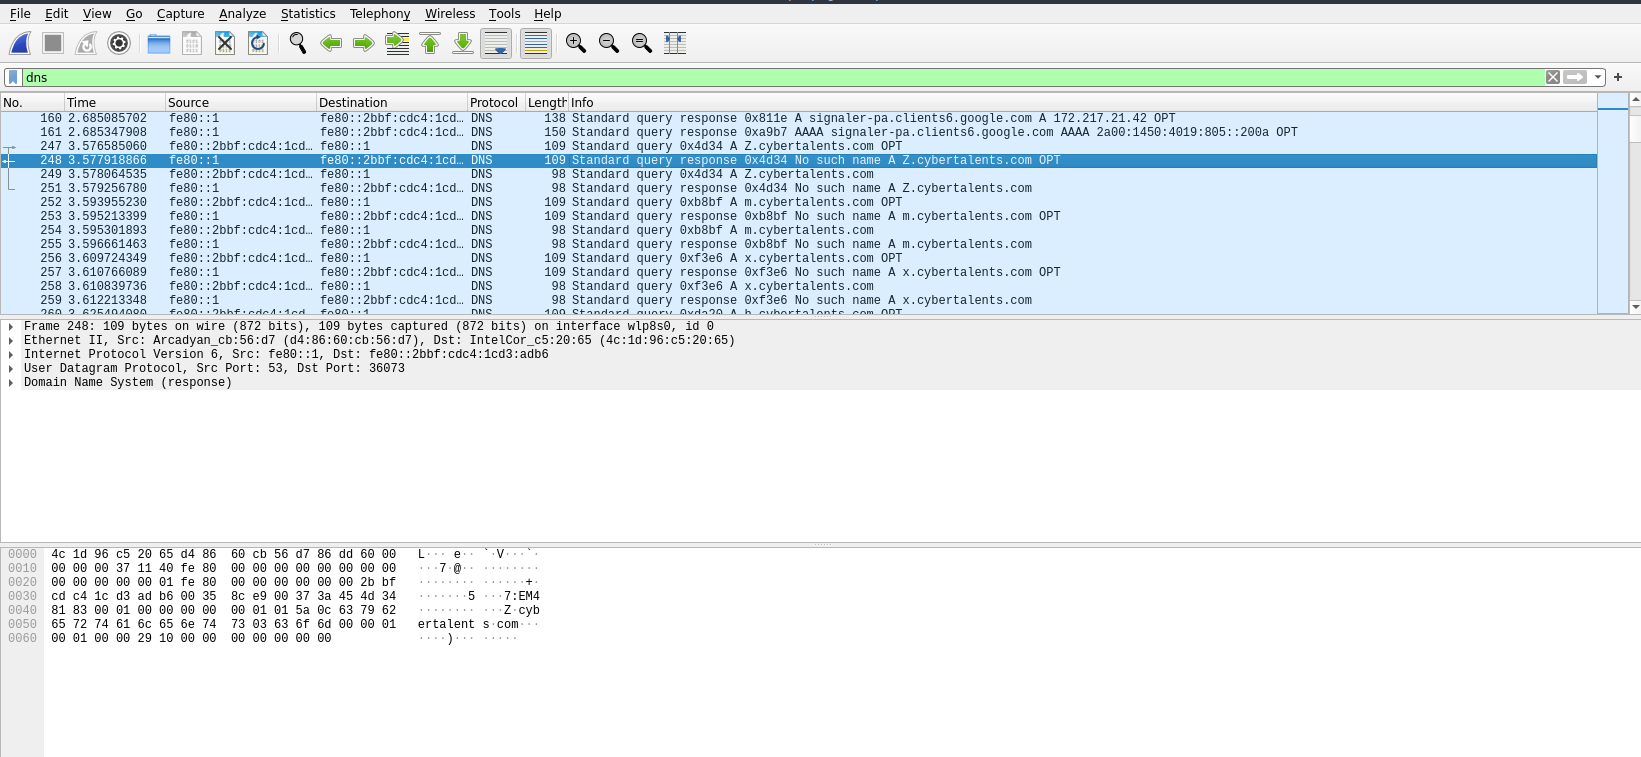 File Edit View Go Capture Analyze Statistics Telephony Wireless Tools Help
dns
No. Time Source Destination Protocol Length Info
160 2.685085702 fe80::1 fe80::2bbf:cdc4:1cd… DNS 138 Standard query response 0x811e A signaler-pa.clients6.google.com A 172.217.21.42 OPT
161 2.685347908 fe80::1 fe80::2bbf:cdc4:1cd… DNS 150 Standard query response 0xa9b7 AAAA signaler-pa.clients6.google.com AAAA 2a00:1450:4019:805::200a OPT
247 3.576585060 fe80::2bbf:cdc4:1cd… fe80::1 DNS 109 Standard query 0x4d34 A Z.cybertalents.com OPT
248 3.577918866 fe80::1 fe80::2bbf:cdc4:1cd… DNS 109 Standard query response 0x4d34 No such name A Z.cybertalents.com OPT
249 3.578064535 fe80::2bbf:cdc4:1cd… fe80::1 DNS 98 Standard query 0x4d34 A Z.cybertalents.com
251 3.579256780 fe80::1 fe80::2bbf:cdc4:1cd… DNS 98 Standard query response 0x4d34 No such name A Z.cybertalents.com
252 3.593955230 fe80::2bbf:cdc4:1cd… fe80::1 DNS 109 Standard query 0xb8bf A m.cybertalents.com OPT
253 3.595213399 fe80::1 fe80::2bbf:cdc4:1cd… DNS 109 Standard query response 0xb8bf No such name A m.cybertalents.com OPT
254 3.595301893 fe80::2bbf:cdc4:1cd… fe80::1 DNS 98 Standard query 0xb8bf A m.cybertalents.com
255 3.596661463 fe80::1 fe80::2bbf:cdc4:1cd… DNS 98 Standard query response 0xb8bf No such name A m.cybertalents.com
256 3.609724349 fe80::2bbf:cdc4:1cd… fe80::1 DNS 109 Standard query 0xf3e6 A x.cybertalents.com OPT
257 3.610766089 fe80::1 fe80::2bbf:cdc4:1cd… DNS 109 Standard query response 0xf3e6 No such name A x.cybertalents.com OPT
258 3.610839736 fe80::2bbf:cdc4:1cd… fe80::1 DNS 98 Standard query 0xf3e6 A x.cybertalents.com
259 3.612213348 fe80::1 fe80::2bbf:cdc4:1cd… DNS 98 Standard query response 0xf3e6 No such name A x.cybertalents.com
Frame 248: 109 bytes on wire (872 bits), 109 bytes captured (872 bits) on interface wlp8s0, id 0
Ethernet II, Src: Arcadyan_cb:56:d7 (d4:86:60:cb:56:d7), Dst: IntelCor_c5:20:65 (4c:1d:96:c5:20:65)
Internet Protocol Version 6, Src: fe80::1, Dst: fe80::2bbf:cdc4:1cd3:adb6
User Datagram Protocol, Src Port: 53, Dst Port: 36073
Domain Name System (response)
0000 4c 1d 96 c5 20 65 d4 86 60 cb 56 d7 86 dd 60 00 L··· e·· `·V···`·
0010 00 00 00 37 11 40 fe 80 00 00 00 00 00 00 00 00 ···7·@·· ········
0020 00 00 00 00 00 01 fe 80 00 00 00 00 00 00 2b bf ········ ······+·
0030 cd c4 1c d3 ad b6 00 35 8c e9 00 37 3a 45 4d 34 ·······5 ···7:EM4
0040 81 83 00 01 00 00 00 00 00 01 01 5a 0c 63 79 62 ········ ···Z·cyb
0050 65 72 74 61 6c 65 6e 74 73 03 63 6f 6d 00 00 01 ertalent s·com···
0060 00 01 00 00 29 10 00 00 00 00 00 00 00 ····)··· ·····